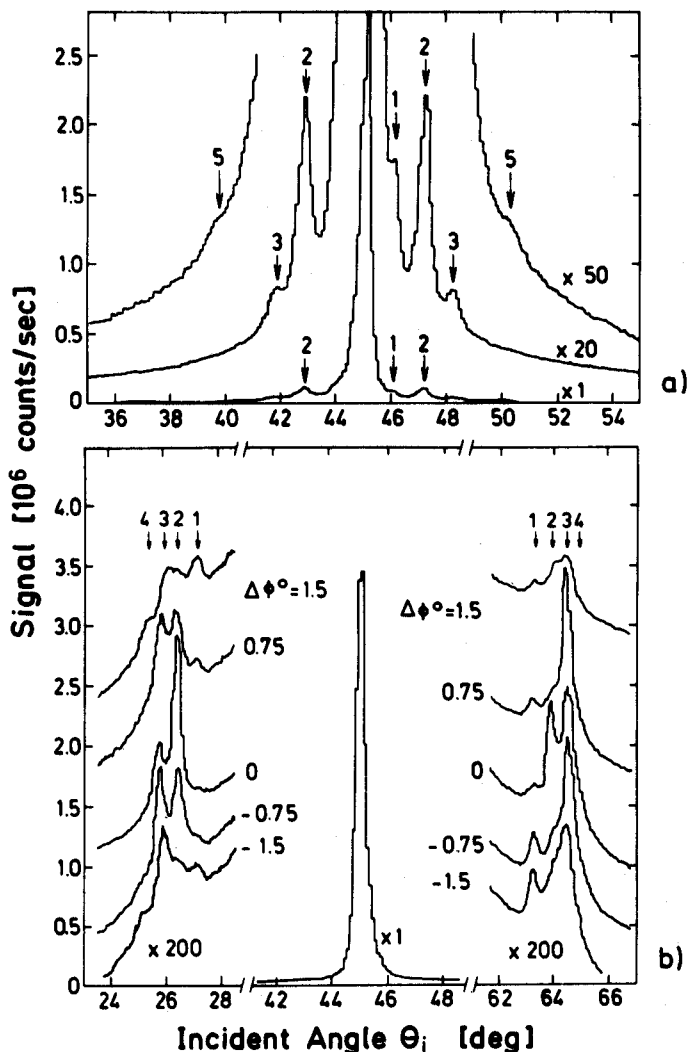 2.5
2.0
1.5
1.0
0.5
0
2
2
1
5
5
3
3
2
1
2
x 50
x 20
x1
36 38 40 42 44 46 48 50 52 54
a)
Signal [10⁶ counts/sec]
4.0
3.5
3.0
2.5
2.0
1.5
1.0
0.5
0
4 3 2 1
1 2 3 4
Δϕ°=1.5
Δϕ°=1.5
0.75
0.75
0
0
-0.75
-0.75
-1.5
-1.5
x 200
x1
x 200
24 26 28 42 44 46 48 62 64 66
b)
Incident Angle Θᵢ [deg]